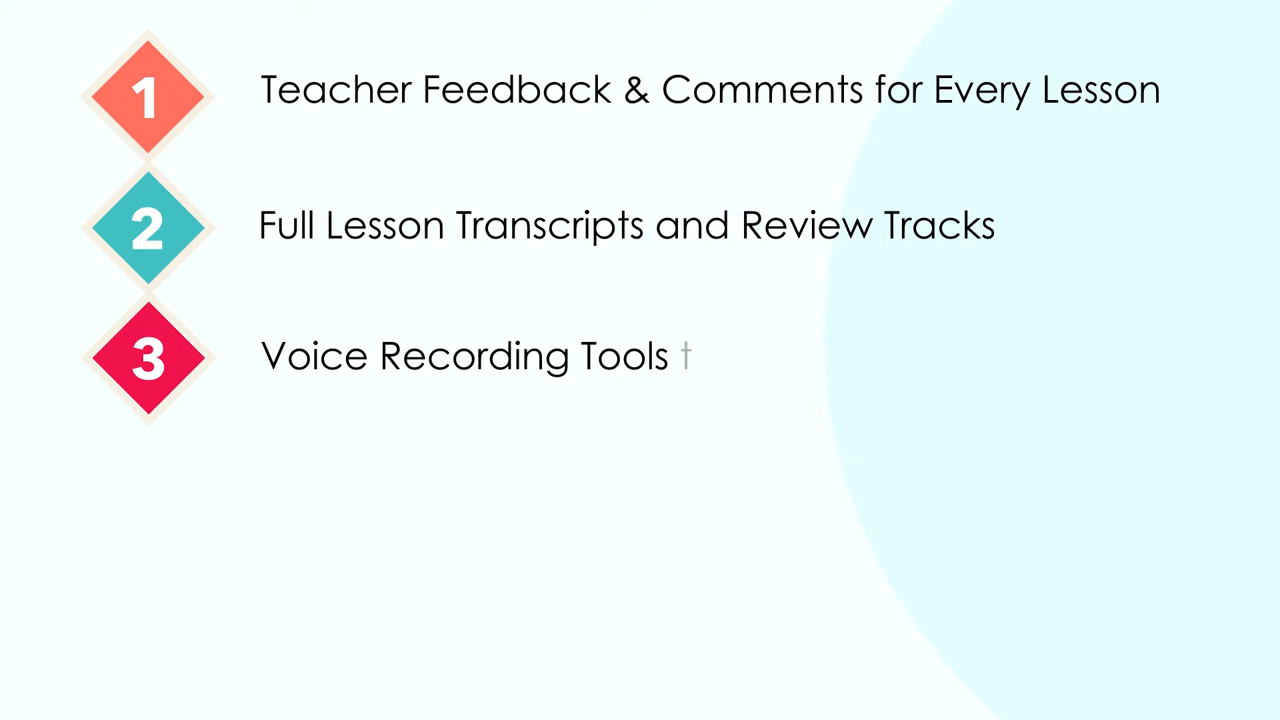 1 Teacher Feedback & Comments for Every Lesson
2 Full Lesson Transcripts and Review Tracks
3 Voice Recording Tools t